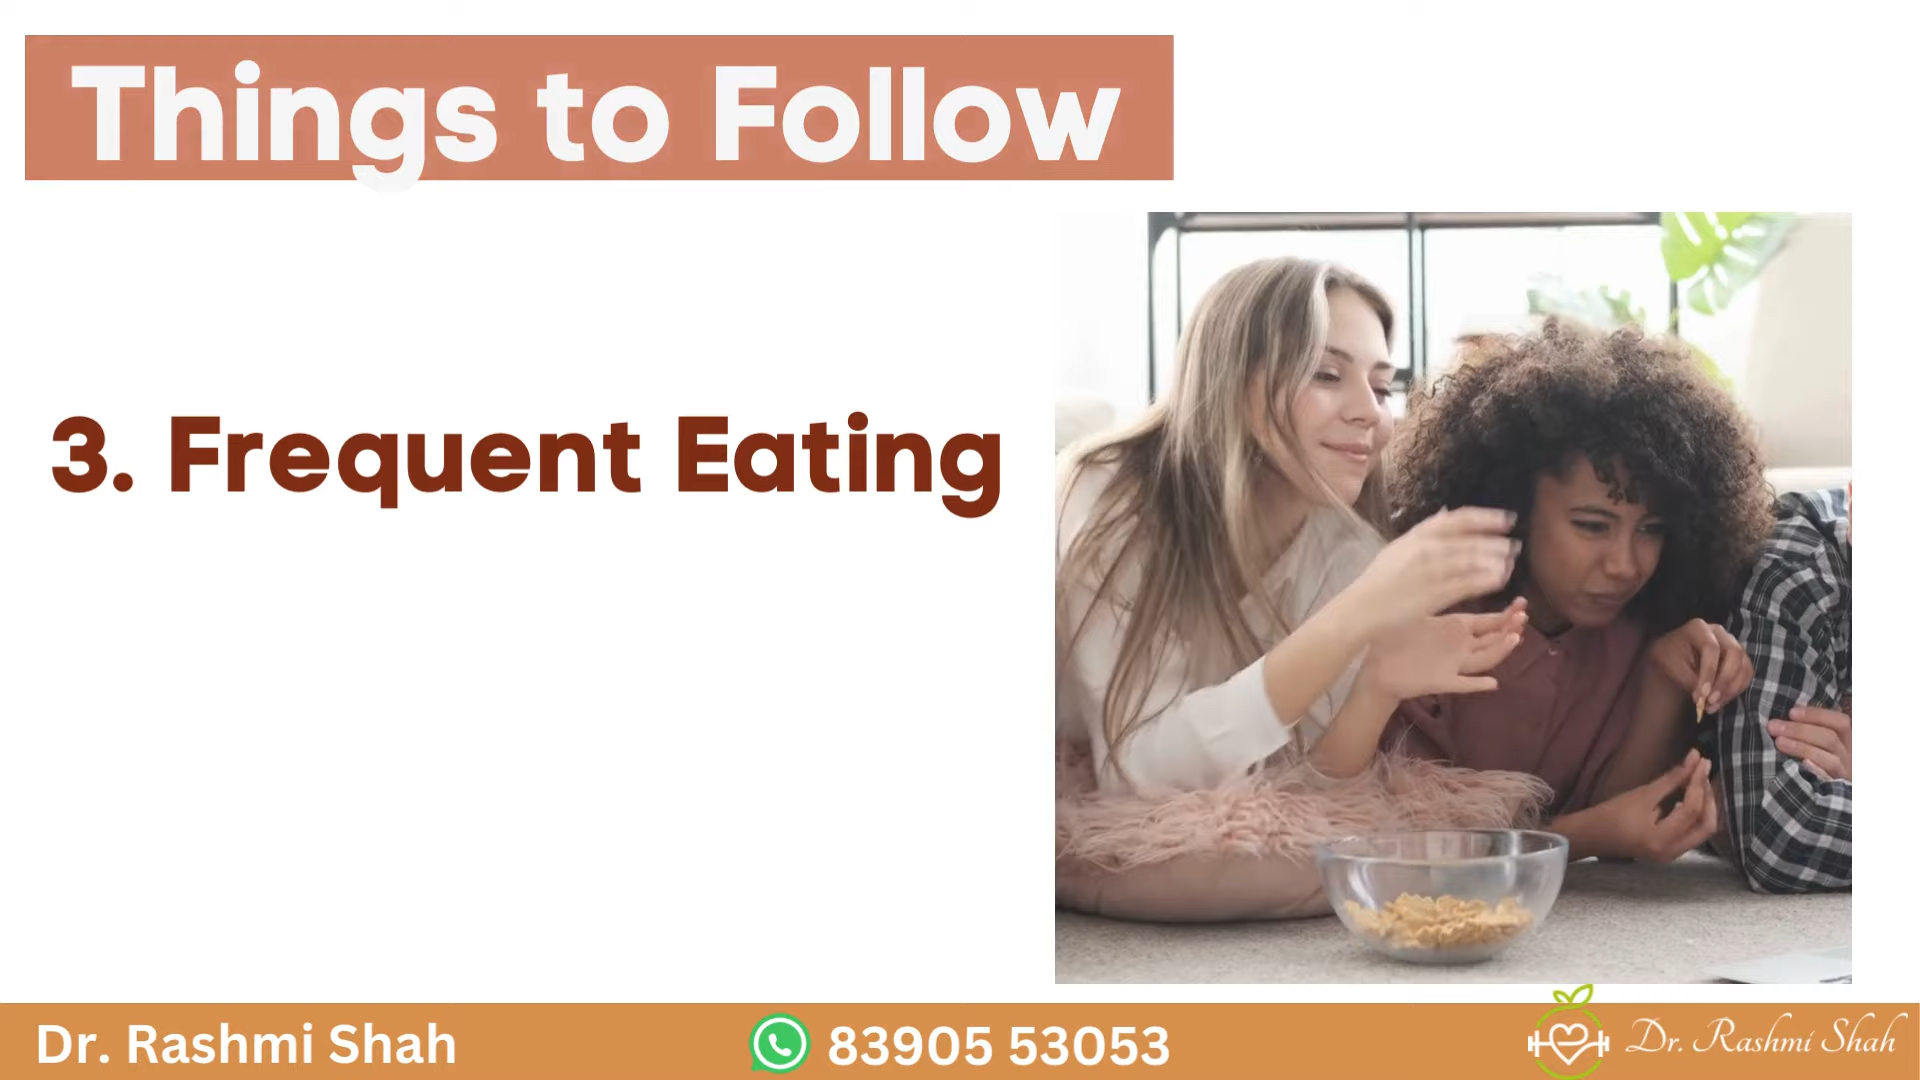 Things to Follow
3. Frequent Eating
Dr. Rashmi Shah
83905 53053
Dr. Rashmi Shah